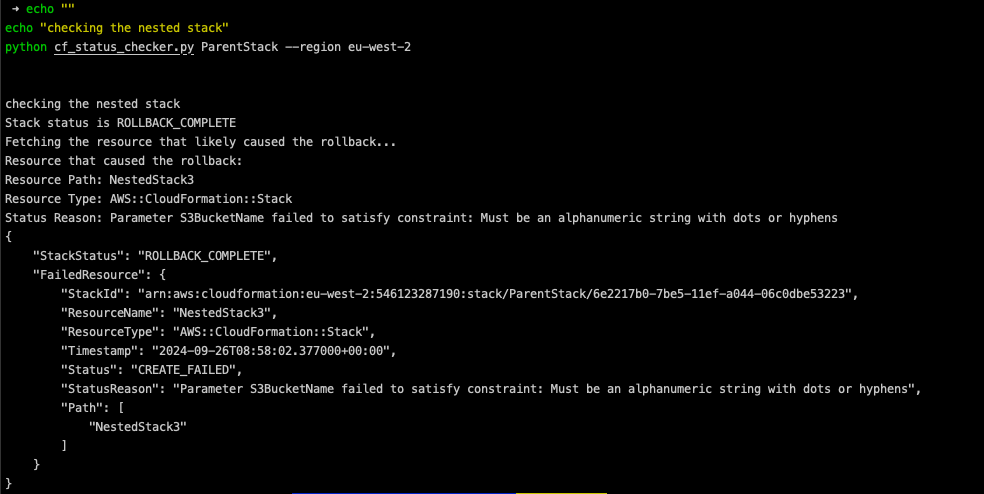 → echo ""
echo "checking the nested stack"
python cf_status_checker.py ParentStack --region eu-west-2
checking the nested stack
Stack status is ROLLBACK_COMPLETE
Fetching the resource that likely caused the rollback...
Resource that caused the rollback:
Resource Path: NestedStack3
Resource Type: AWS::CloudFormation::Stack
Status Reason: Parameter S3BucketName failed to satisfy constraint: Must be an alphanumeric string with dots or hyphens
{
    "StackStatus": "ROLLBACK_COMPLETE",
    "FailedResource": {
        "StackId": "arn:aws:cloudformation:eu-west-2:546123287190:stack/ParentStack/6e2217b0-7be5-11ef-a044-06c0dbe53223",
        "ResourceName": "NestedStack3",
        "ResourceType": "AWS::CloudFormation::Stack",
        "Timestamp": "2024-09-26T08:58:02.377000+00:00",
        "Status": "CREATE_FAILED",
        "StatusReason": "Parameter S3BucketName failed to satisfy constraint: Must be an alphanumeric string with dots or hyphens",
        "Path": [
            "NestedStack3"
        ]
    }
}